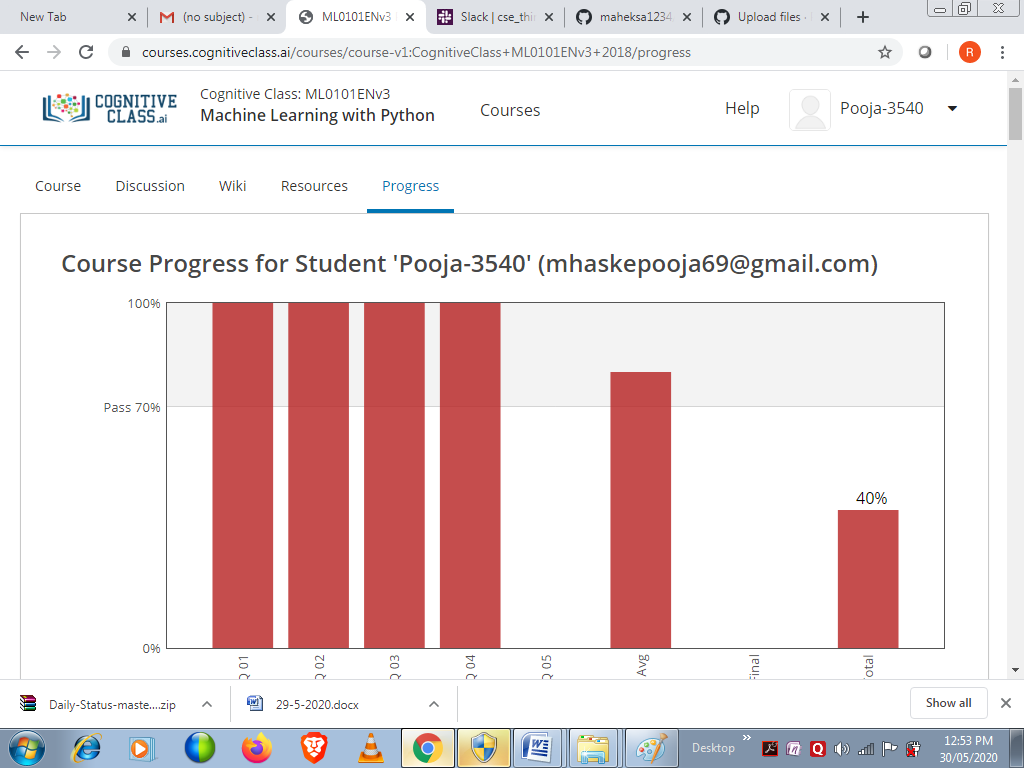 New Tab
(no subject) -
ML0101ENv3
Slack | cse_thi
maheksa1234
Upload files ·
courses.cognitiveclass.ai/courses/course-v1:CognitiveClass+ML0101ENv3+2018/progress
R
COGNITIVE
CLASS.ai
Cognitive Class: ML0101ENv3
Machine Learning with Python
Courses
Help
Pooja-3540
Course
Discussion
Wiki
Resources
Progress
Course Progress for Student 'Pooja-3540' (mhaskepooja69@gmail.com)
100%
Pass 70%
0%
40%
Q 01
Q 02
Q 03
Q 04
Q 05
Avg
Final
otal
Daily-Status-maste....zip
29-5-2020.docx
Show all
Desktop
12:53 PM
30/05/2020